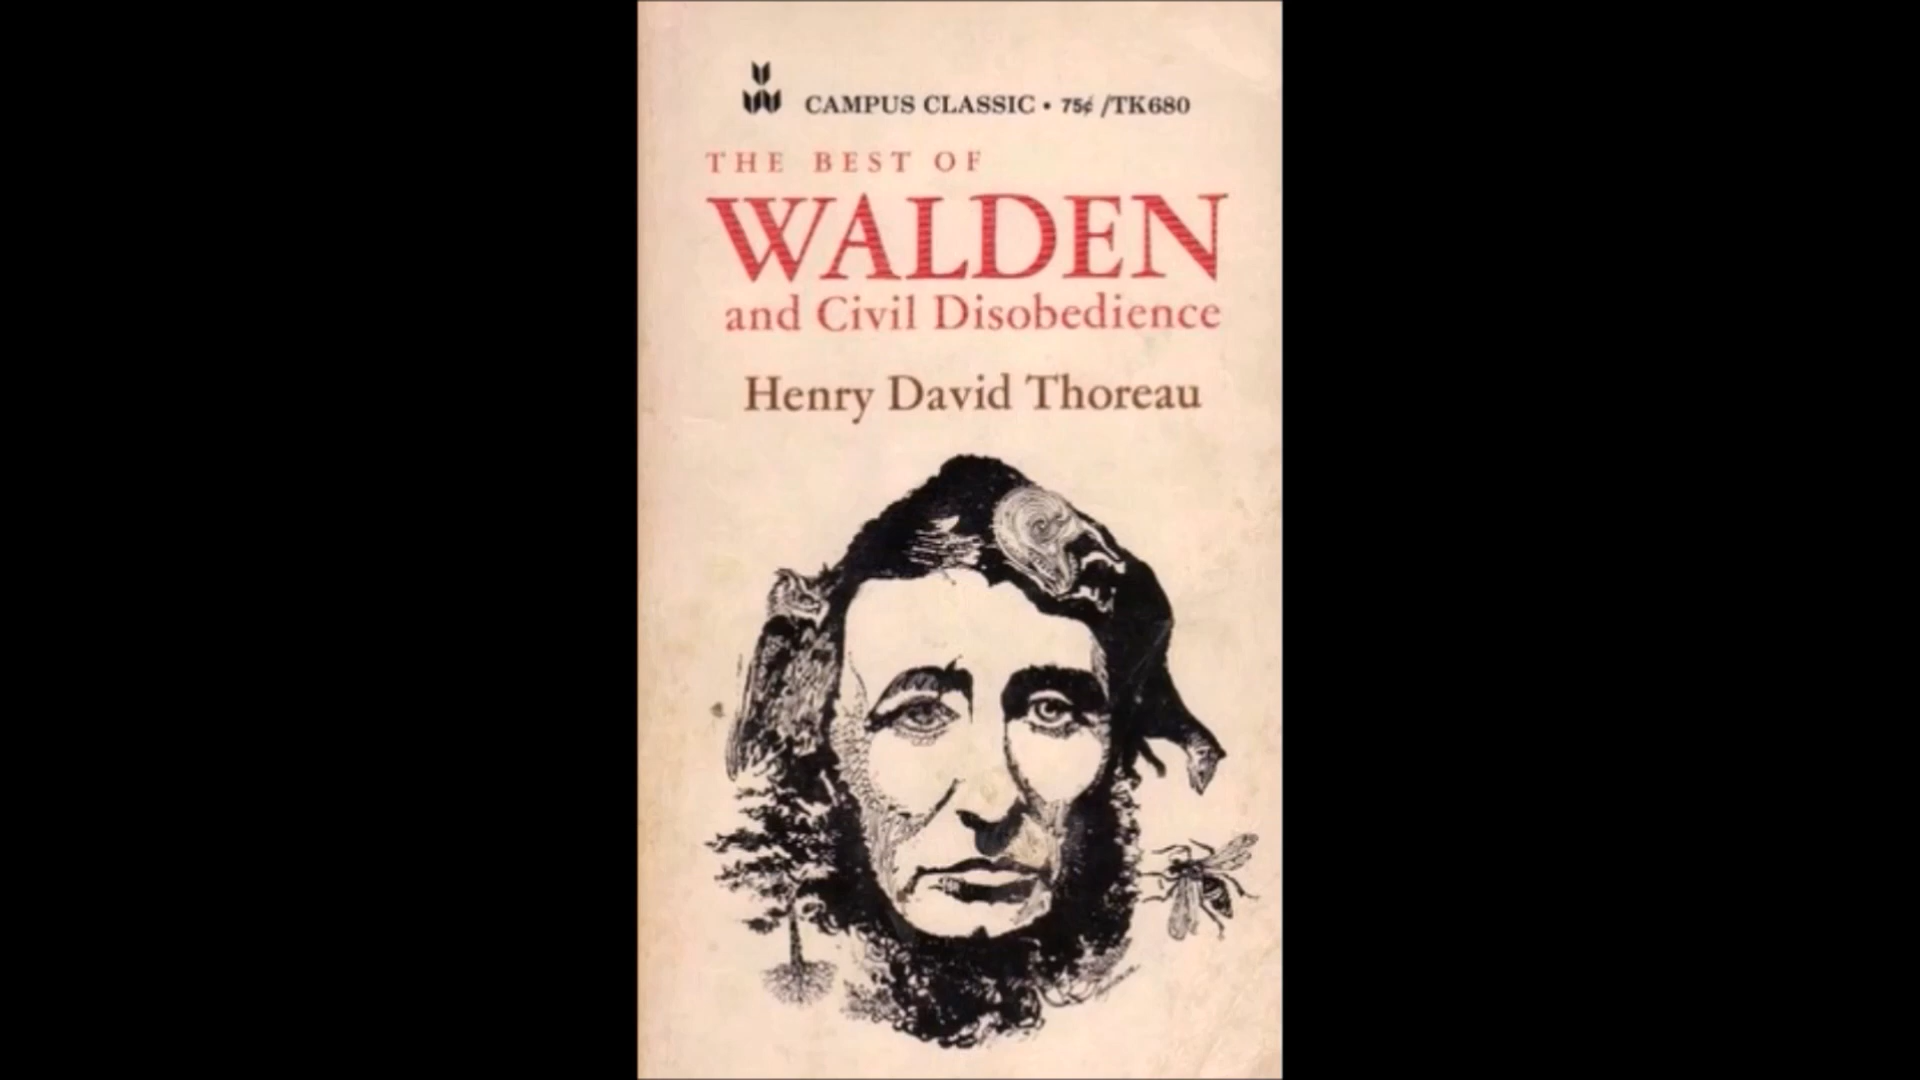 CAMPUS CLASSIC • 75¢ /TK680
THE BEST OF
WALDEN
and Civil Disobedience
Henry David Thoreau